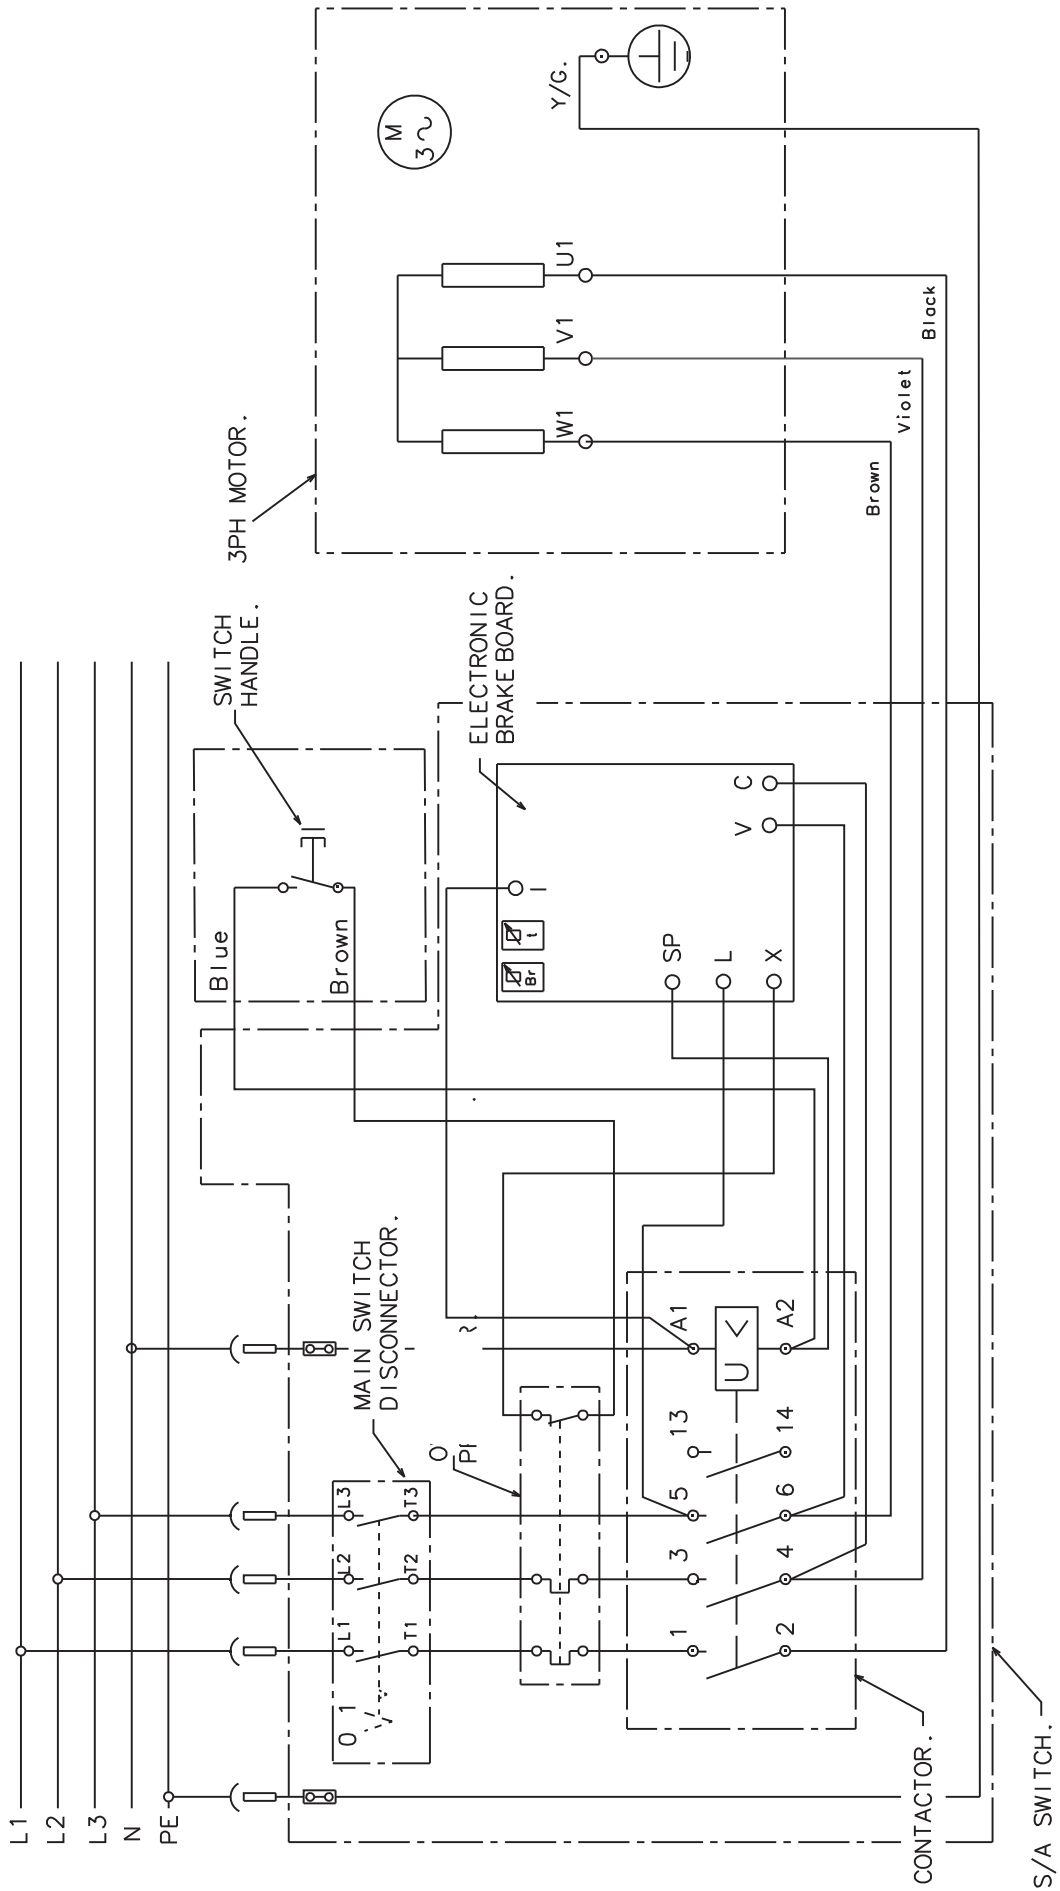 L1
L2
L3
N
PE
SWITCH
HANDLE.
Blue
Brown
3PH MOTOR.
M
3~
U1
V1
W1
Y/G.
Black
Violet
Brown
ELECTRONIC
BRAKE BOARD.
I
t
Br
C
V
SP
L
X
MAIN SWITCH
DISCONNECTOR.
L3
T3
L2
T2
L1
T1
0 1
O
A1
U <
A2
13
14
5
6
3
4
1
2
CONTACTOR.
S/A SWITCH.